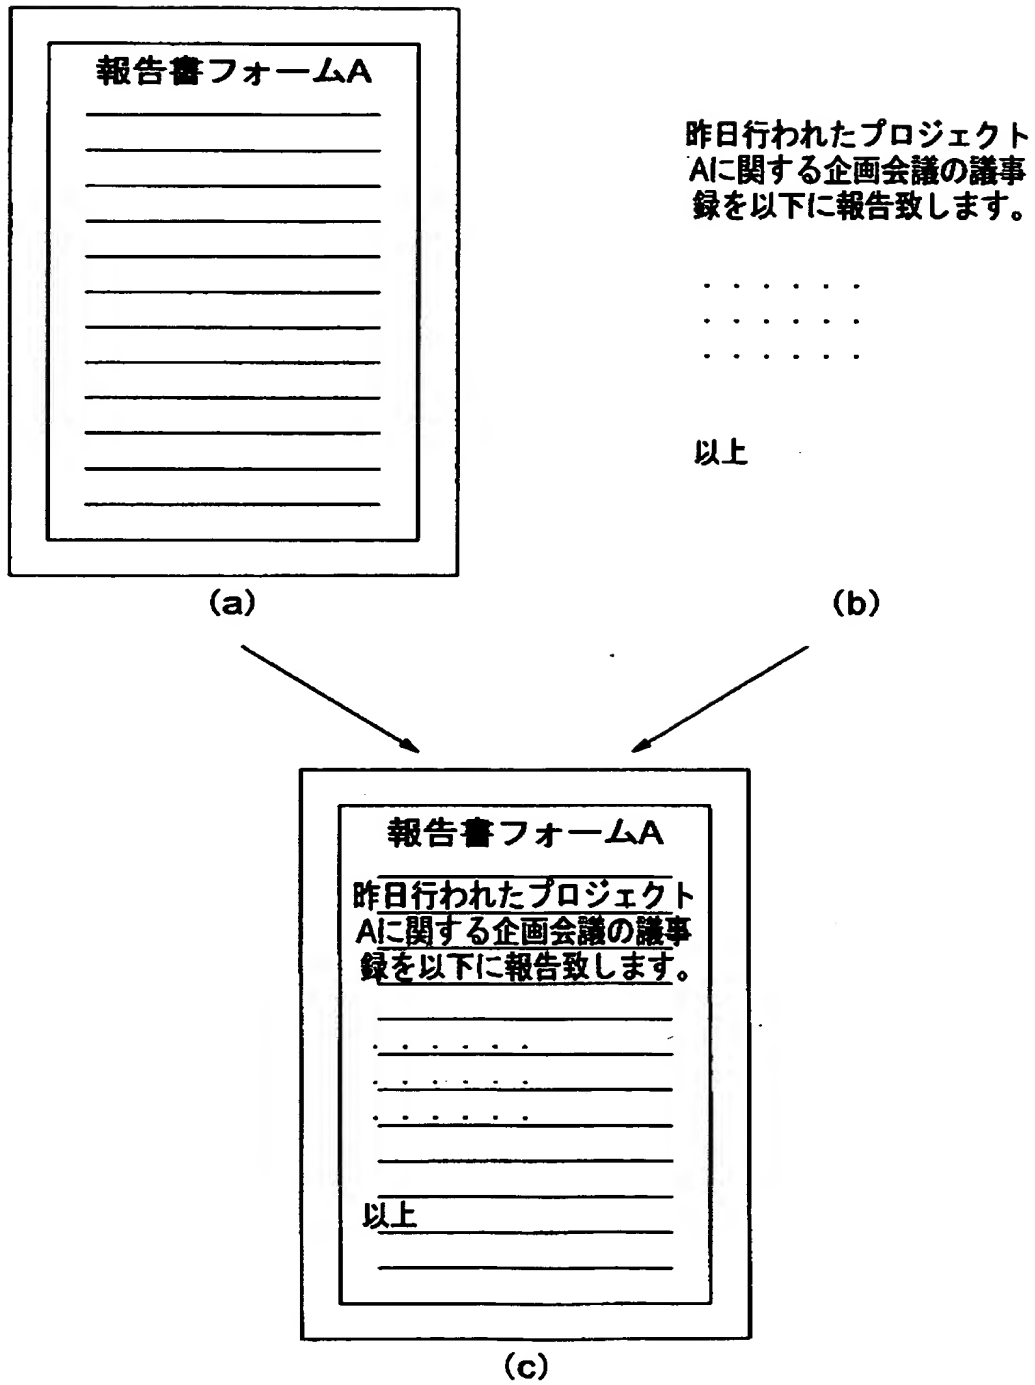 報告書フォームA
昨日行われたプロジェクト
Aに関する企画会議の議事
録を以下に報告致します。
. . . . . .
. . . . . .
. . . . . .
以上
(a)
(b)
報告書フォームA
昨日行われたプロジェクト
Aに関する企画会議の議事
録を以下に報告致します。
. . . . . .
. . . . . .
. . . . . .
以上
(c)